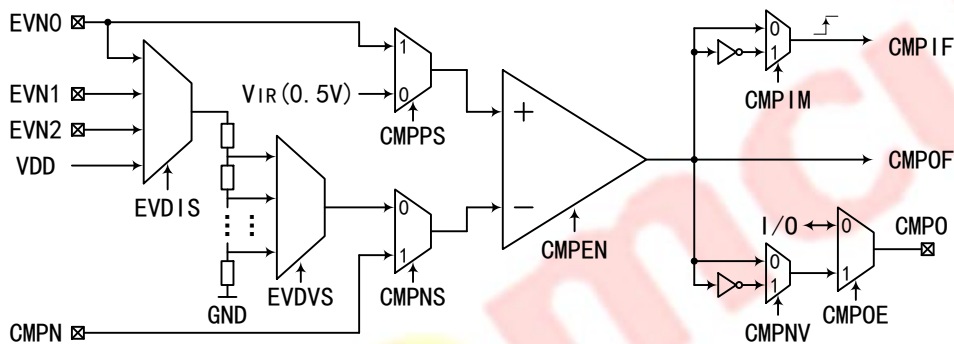 EVN0
EVN1
EVN2
VDD
EVDIS
GND
EVDVS
CMPN
VIR(0.5V)
1
0
CMPPS
0
1
CMPNS
+
−
CMPEN
0
1
CMPIM
CMPIF
CMPOF
I/O
0
1
CMPOE
CMPO
0
1
CMPNV